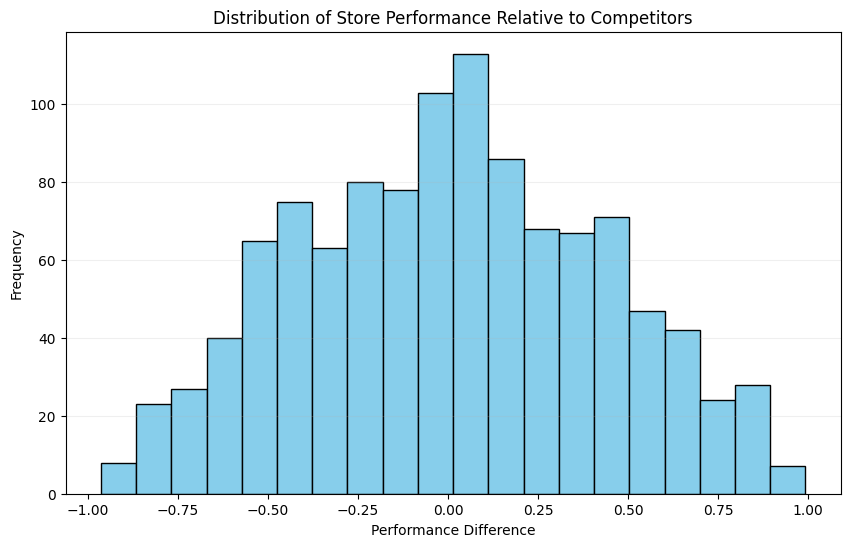 Distribution of Store Performance Relative to Competitors
100
80
60
40
20
0
Frequency
−1.00 −0.75 −0.50 −0.25 0.00 0.25 0.50 0.75 1.00
Performance Difference